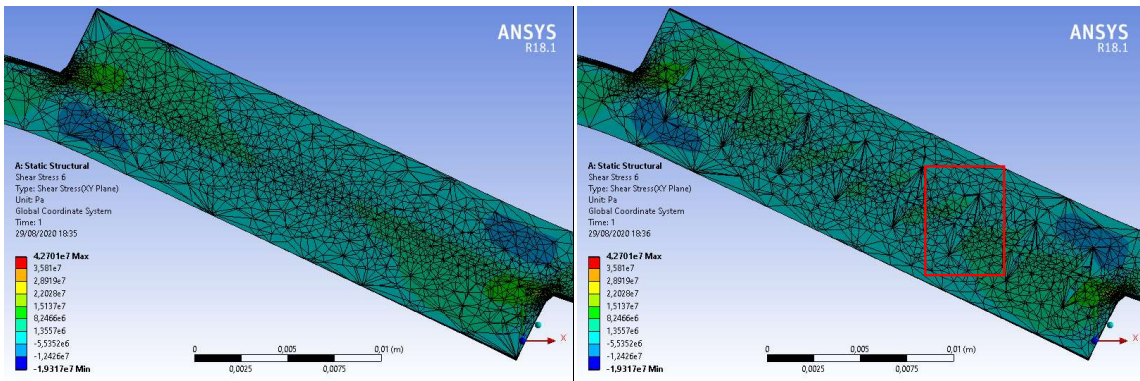 ANSYS
R18.1
A: Static Structural
Shear Stress 6
Type: Shear Stress(XY Plane)
Unit: Pa
Global Coordinate System
Time: 1
29/08/2020 18:35
4,2701e7 Max
3,581e7
2,8919e7
2,2028e7
1,5137e7
8,2466e6
1,3557e6
-5,5352e6
-1,2426e7
-1,9317e7 Min
0
0,005
0,01 (m)
0,0025
0,0075
X
ANSYS
R18.1
A: Static Structural
Shear Stress 6
Type: Shear Stress(XY Plane)
Unit: Pa
Global Coordinate System
Time: 1
29/08/2020 18:36
4,2701e7 Max
3,581e7
2,8919e7
2,2028e7
1,5137e7
8,2466e6
1,3557e6
-5,5352e6
-1,2426e7
-1,9317e7 Min
0
0,005
0,01 (m)
0,0025
0,0075
X